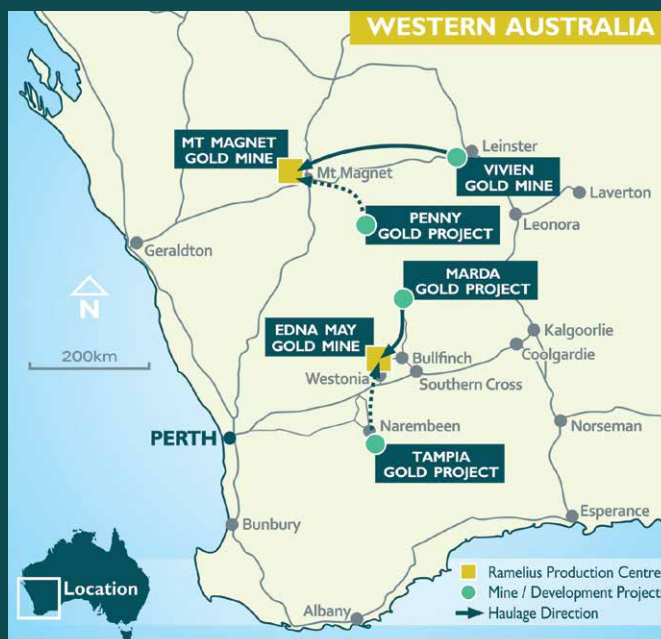 WESTERN AUSTRALIA
MT MAGNET
GOLD MINE
Leinster
Mt Magnet
VIVIEN
GOLD MINE
Laverton
PENNY
GOLD PROJECT
Leonora
Geraldton
MARDA
GOLD PROJECT
N
EDNA MAY
GOLD MINE
Kalgoorlie
200km
Bullfinch
Coolgardie
Westonia
Southern Cross
PERTH
Narembeen
Norseman
TAMPIA
GOLD PROJECT
Esperance
Bunbury
Location
Ramelius Production Centre
Mine / Development Projects
Haulage Direction
Albany